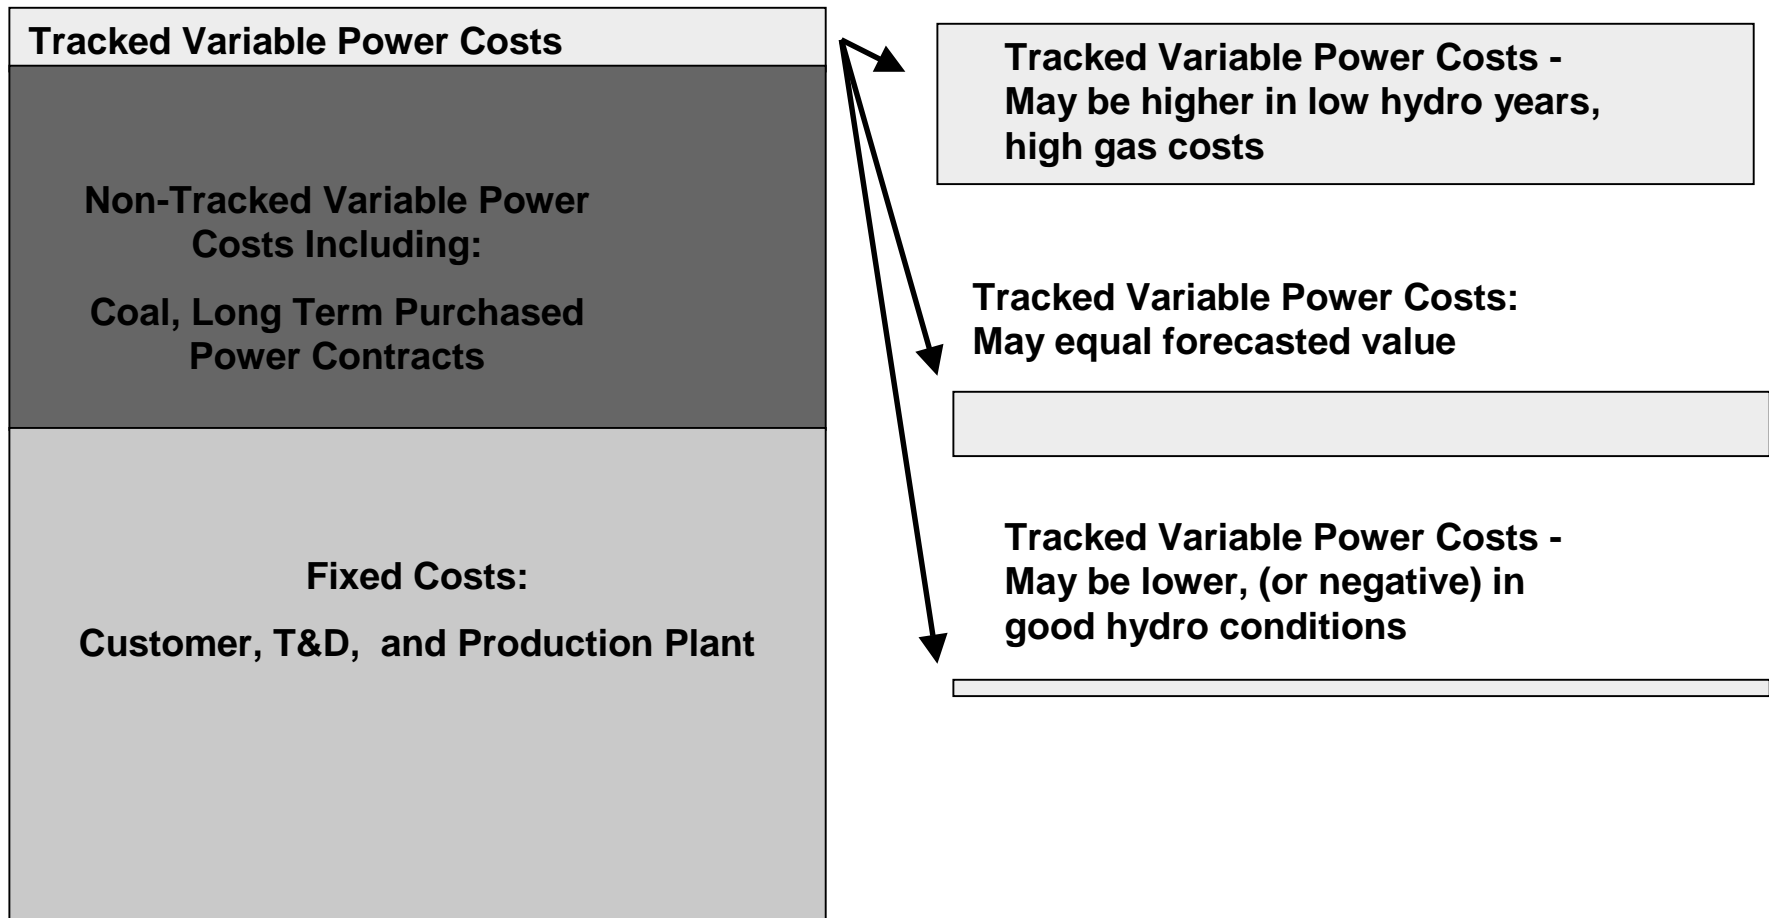 Tracked Variable Power Costs
Non-Tracked Variable Power
Costs Including:
Coal, Long Term Purchased
Power Contracts
Fixed Costs:
Customer, T&D, and Production Plant
Tracked Variable Power Costs -
May be higher in low hydro years,
high gas costs
Tracked Variable Power Costs:
May equal forecasted value
Tracked Variable Power Costs -
May be lower, (or negative) in
good hydro conditions